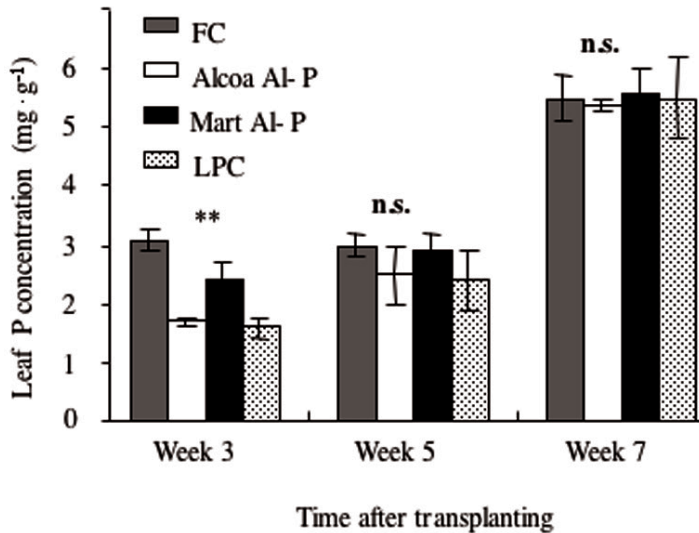 Leaf P concentration (mg · g⁻¹)
6
5
4
3
2
1
0
FC
Alcoa Al- P
Mart Al- P
LPC
**
n.s.
n.s.
Week 3
Week 5
Week 7
Time after transplanting